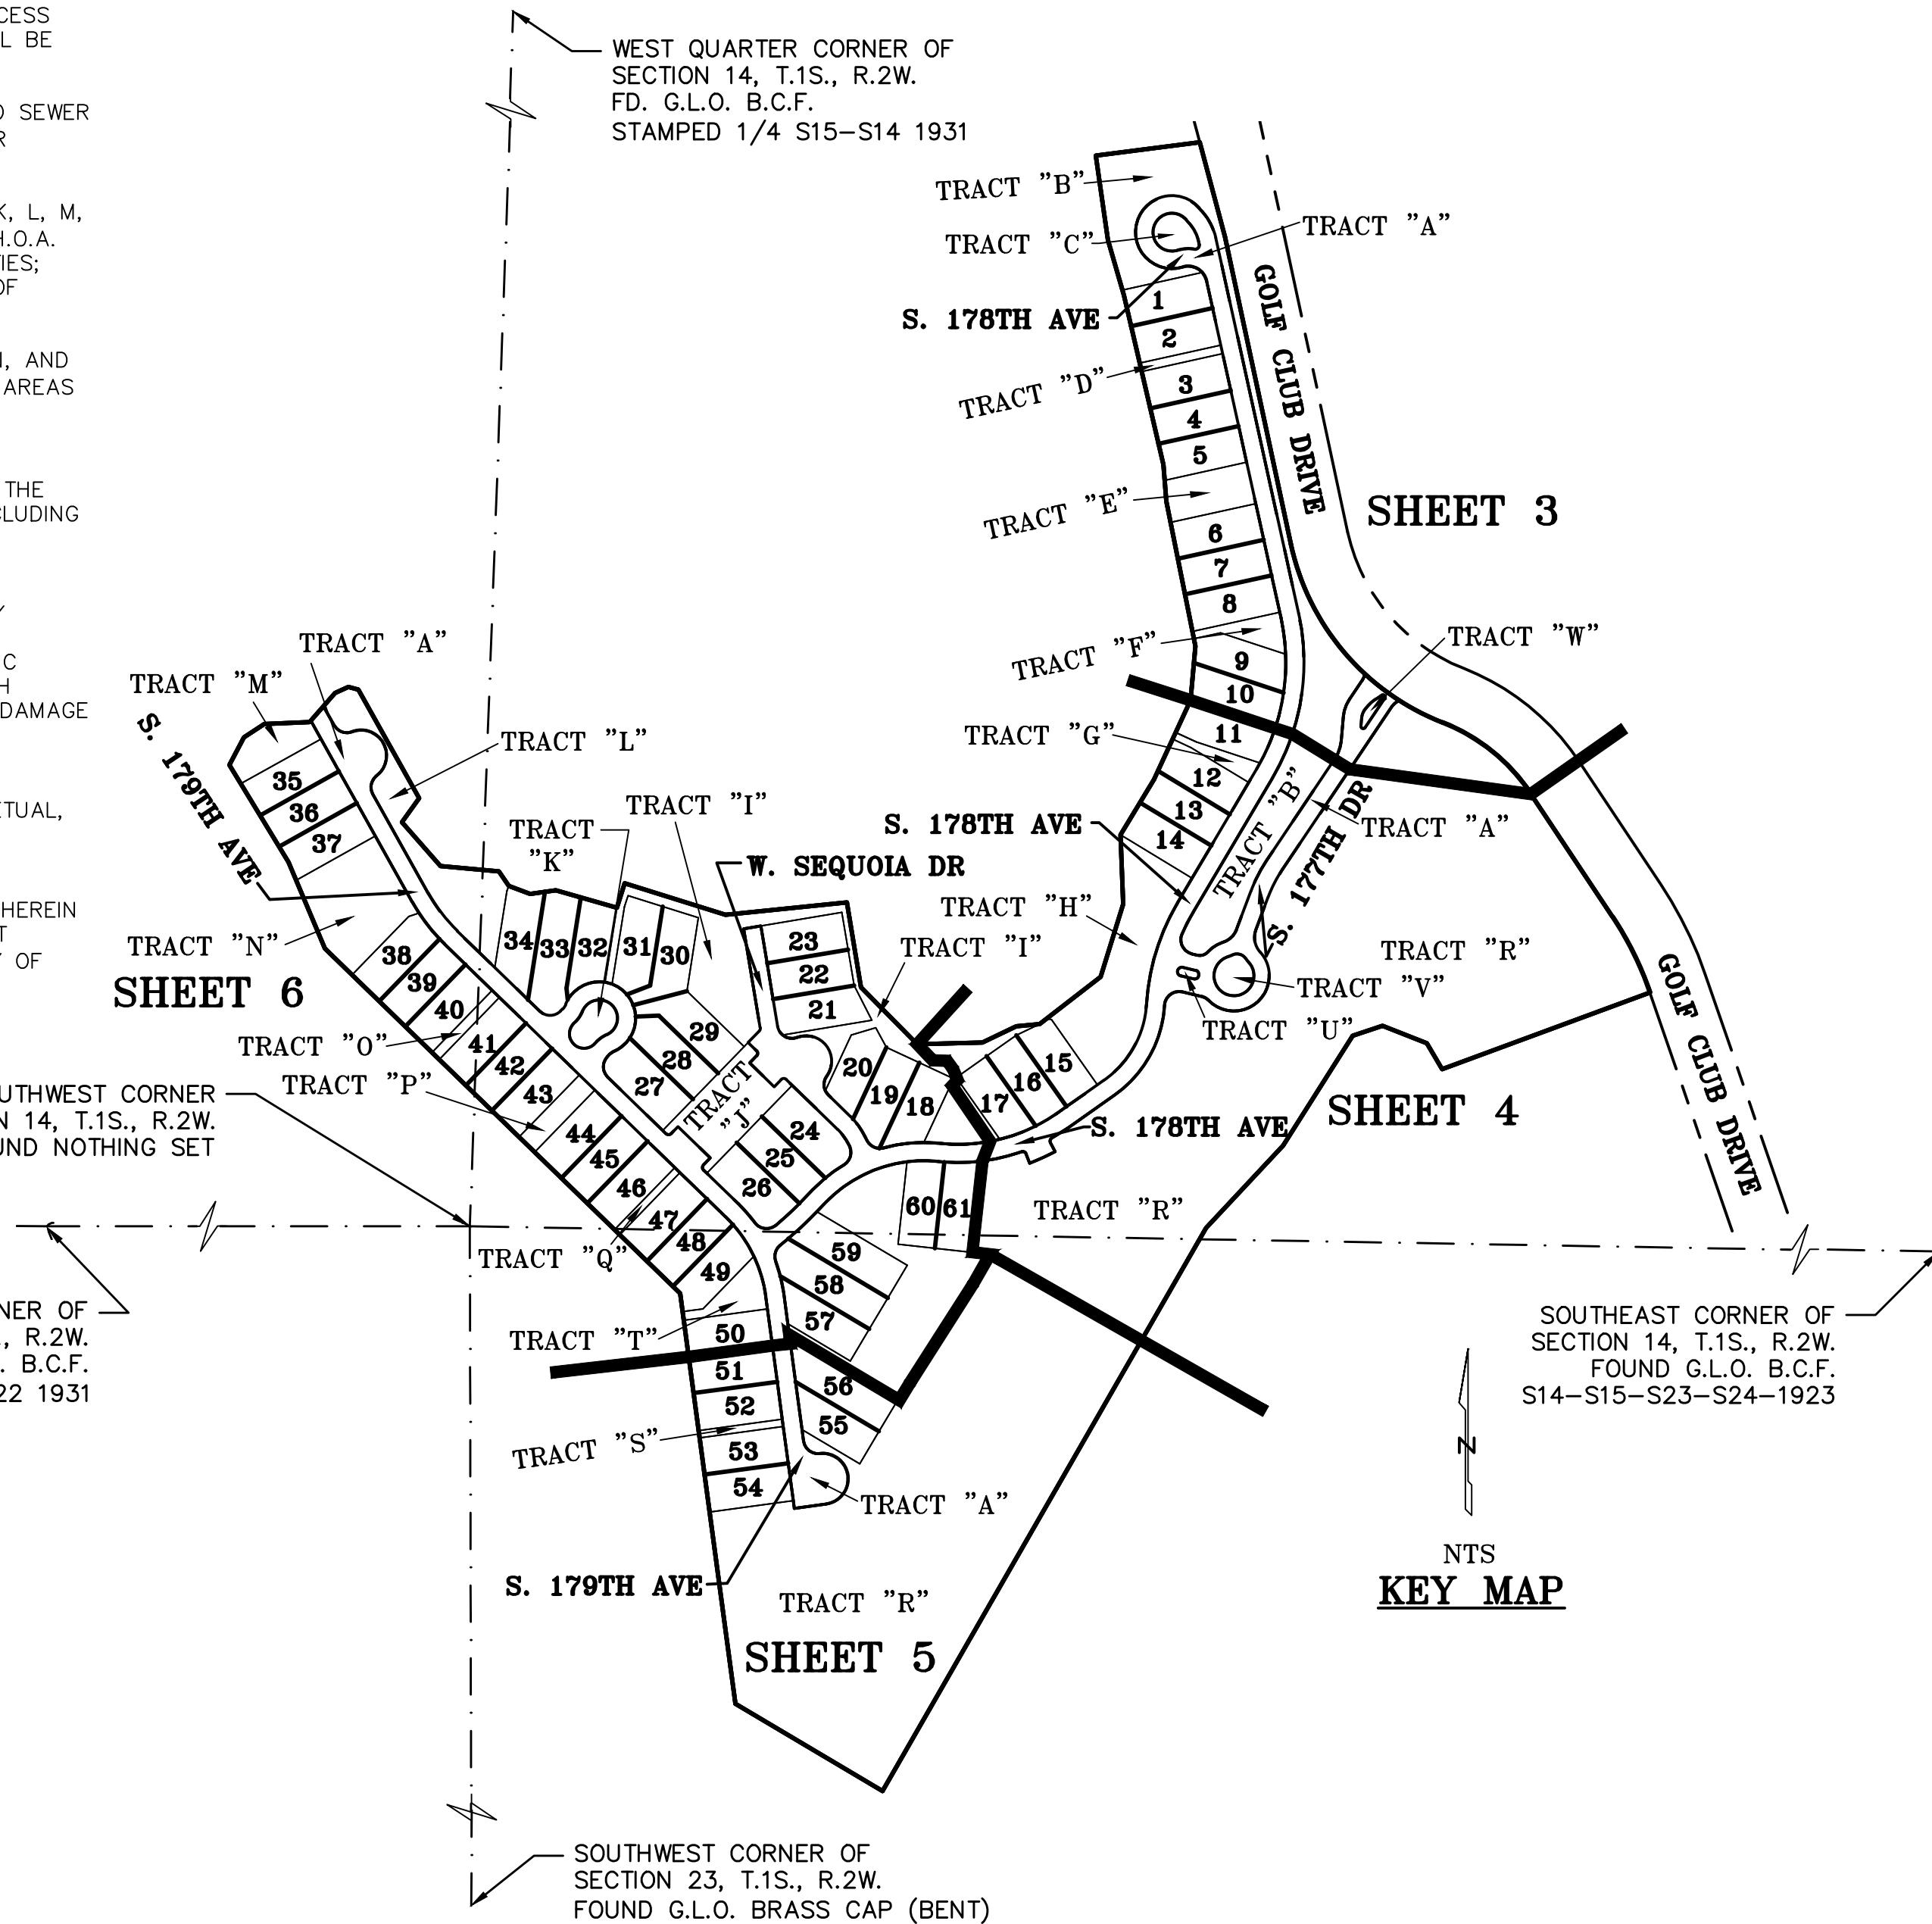 CESS
L BE
SEWER
R
K, L, M,
H.O.A.
TIES;
OF
AND
AREAS
THE
CLUDING
C
H
DAMAGE
ETUAL,
HEREIN
T
OF
WEST QUARTER CORNER OF
SECTION 14, T.1S., R.2W.
FD. G.L.O. B.C.F.
STAMPED 1/4 S15-S14 1931
TRACT "B"
TRACT "C"
TRACT "A"
S. 178TH AVE
GOLF CLUB DRIVE
1
2
TRACT "D"
3
4
5
TRACT "E"
SHEET 3
6
7
8
TRACT "F"
TRACT "W"
9
10
TRACT "G"
11
12
13
14
TRACT "B"
TRACT "A"
S. 178TH AVE
S. 177TH DR
TRACT "H"
TRACT "R"
TRACT "V"
TRACT "U"
GOLF CLUB DRIVE
15
16
17
S. 178TH AVE
SHEET 4
TRACT "R"
TRACT "A"
TRACT "M"
S. 179TH AVE
TRACT "L"
35
36
37
TRACT "K"
TRACT "I"
W. SEQUOIA DR
TRACT "N"
SHEET 6
34
33
32
31
30
23
22
21
TRACT "I"
38
39
40
29
28
27
20
19
18
TRACT "O"
41
42
43
TRACT "J"
TRACT "P"
24
25
26
44
45
46
60
61
TRACT "Q"
47
48
49
59
58
57
TRACT "T"
50
51
52
56
55
TRACT "S"
53
54
TRACT "A"
S. 179TH AVE
TRACT "R"
SHEET 5
UTHWEST CORNER
N 14, T.1S., R.2W.
UND NOTHING SET
NER OF
., R.2W.
. B.C.F.
22 1931
SOUTHEAST CORNER OF
SECTION 14, T.1S., R.2W.
FOUND G.L.O. B.C.F.
S14-S15-S23-S24-1923
N
NTS
KEY MAP
SOUTHWEST CORNER OF
SECTION 23, T.1S., R.2W.
FOUND G.L.O. BRASS CAP (BENT)